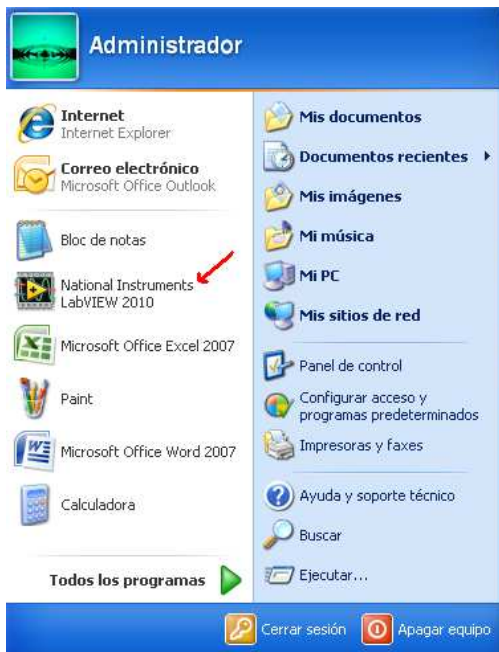 Administrador
Internet
Internet Explorer
Correo electrónico
Microsoft Office Outlook
Bloc de notas
National Instruments
LabVIEW 2010
Microsoft Office Excel 2007
Paint
Microsoft Office Word 2007
Calculadora
Todos los programas
Mis documentos
Documentos recientes
Mis imágenes
Mi música
Mi PC
Mis sitios de red
Panel de control
Configurar acceso y
programas predeterminados
Impresoras y faxes
Ayuda y soporte técnico
Buscar
Ejecutar...
Cerrar sesión
Apagar equipo